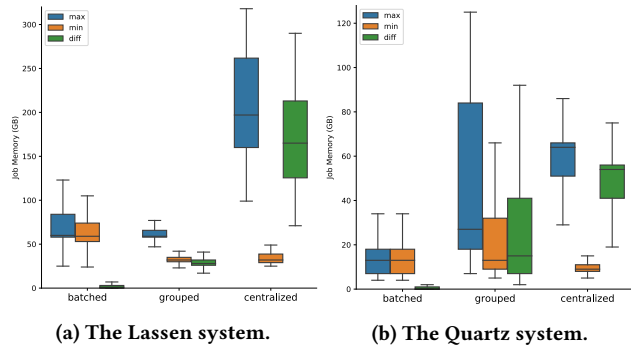 max
min
diff
Job Memory (GB)
300
250
200
150
100
50
0
batched grouped centralized
(a) The Lassen system.
max
min
diff
Job Memory (GB)
120
100
80
60
40
20
0
batched grouped centralized
(b) The Quartz system.